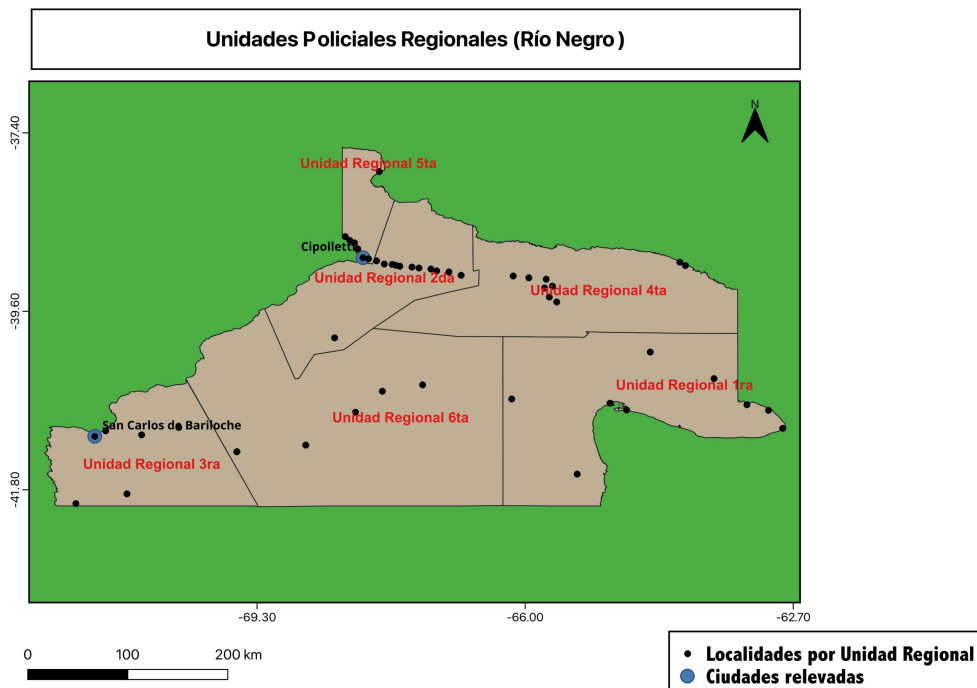 Unidades Policiales Regionales (Río Negro)
N
-37.40
-39.60
-41.80
Unidad Regional 5ta
Cipolletti
Unidad Regional 2da
Unidad Regional 4ta
Unidad Regional 1ra
Unidad Regional 6ta
San Carlos de Bariloche
Unidad Regional 3ra
-69.30
-66.00
-62.70
0
100
200 km
Localidades por Unidad Regional
Ciudades relevadas